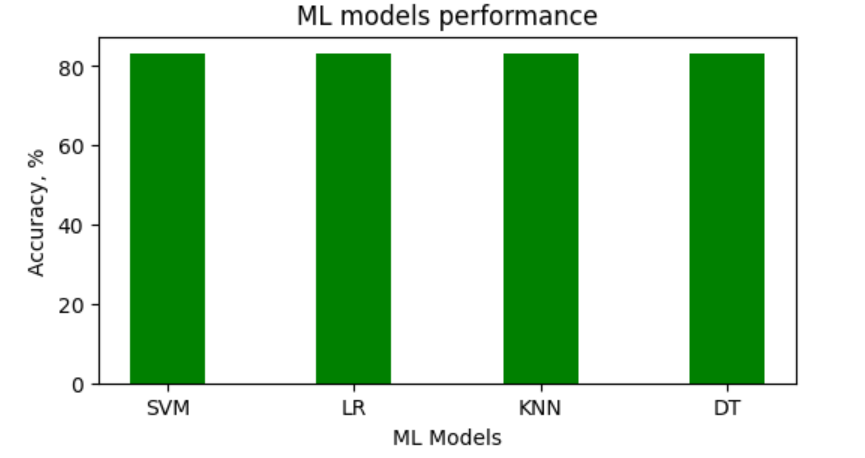 ML models performance
Accuracy, %
80
60
40
20
0
SVM LR KNN DT
ML Models